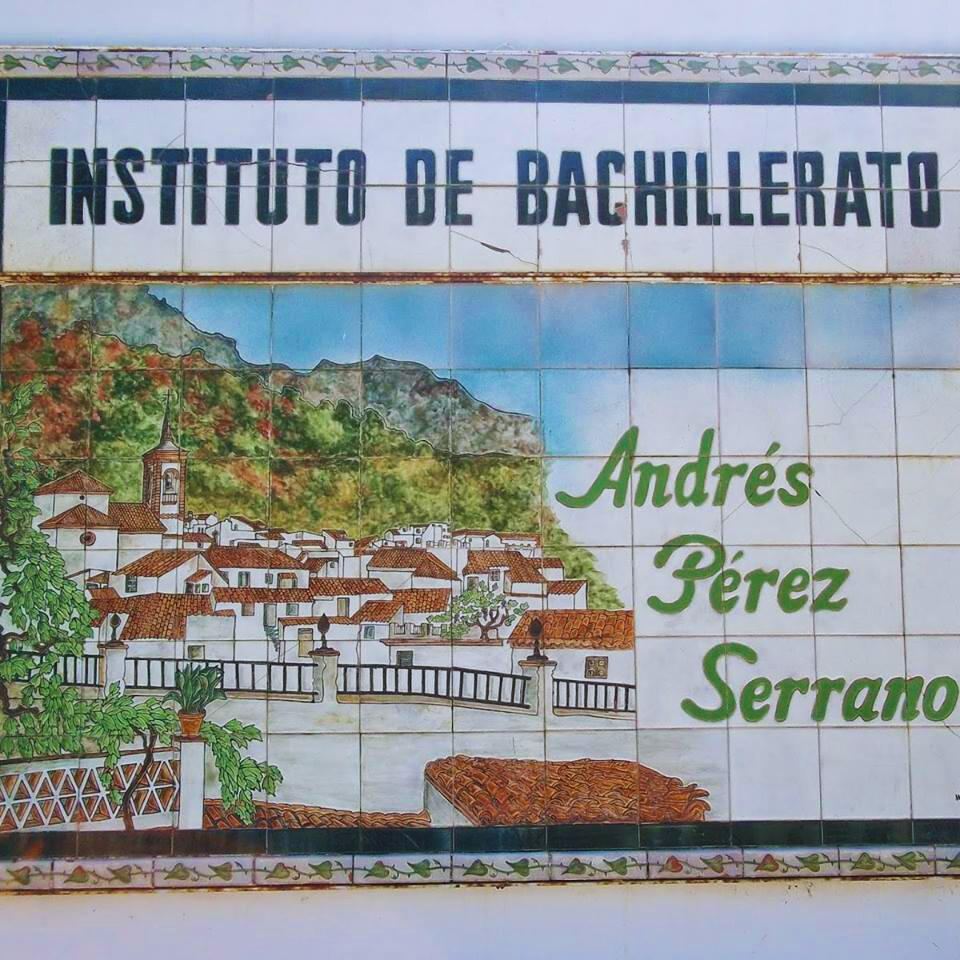 INSTITUTO DE BACHILLERATO
Andrés
Pérez
Serrano